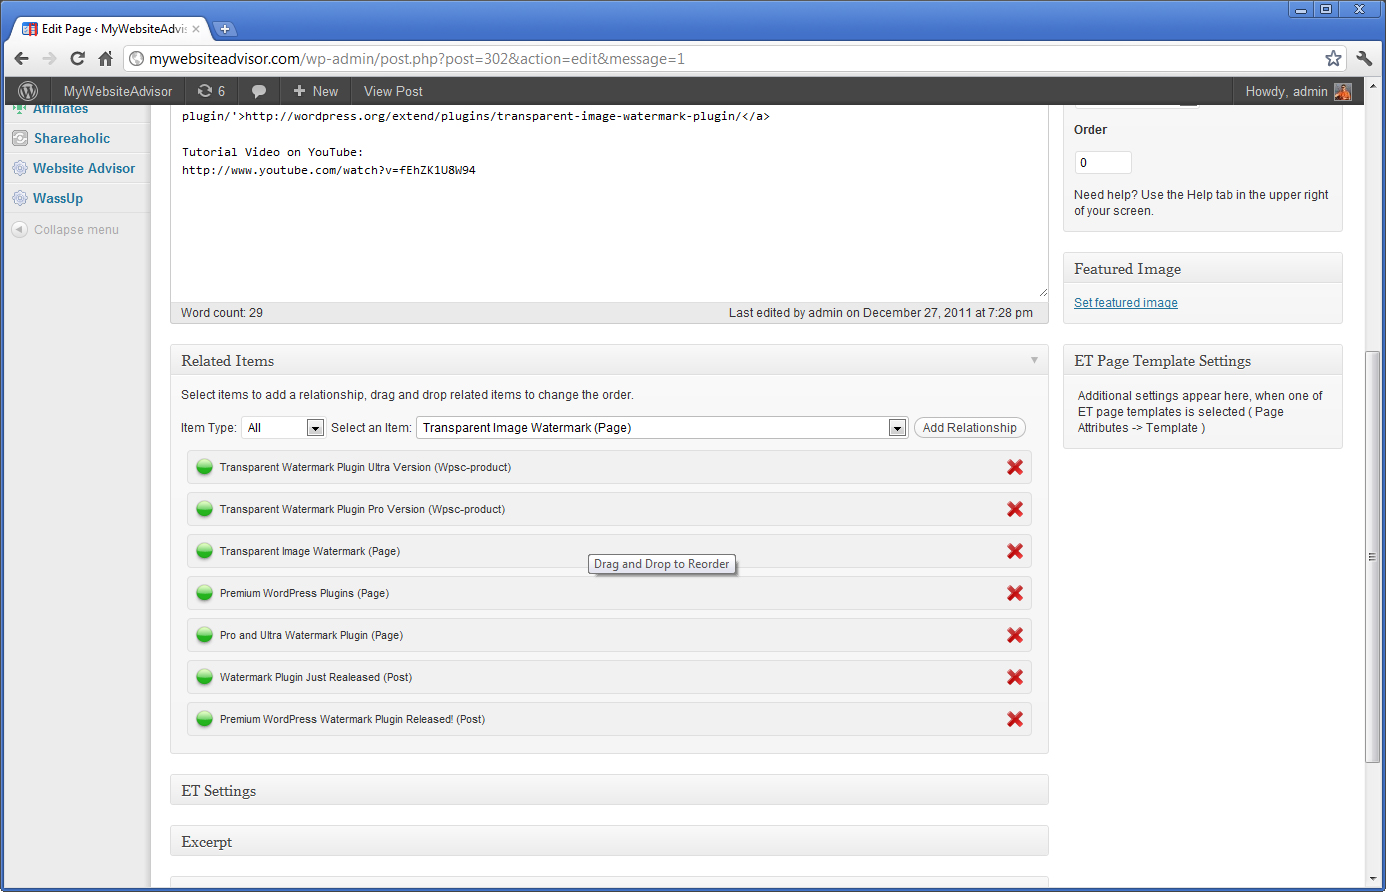 Edit Page ‹ MyWebsiteAdvis
mywebsiteadvisor.com/wp-admin/post.php?post=302&action=edit&message=1
MyWebsiteAdvisor 6 New View Post Howdy, admin
Affiliates
Shareaholic
Website Advisor
WassUp
Collapse menu
plugin/'>http://wordpress.org/extend/plugins/transparent-image-watermark-plugin/</a>
Tutorial Video on YouTube:
http://www.youtube.com/watch?v=fEhZK1U8W94
Word count: 29 Last edited by admin on December 27, 2011 at 7:28 pm
Related Items
Select items to add a relationship, drag and drop related items to change the order.
Item Type: All Select an Item: Transparent Image Watermark (Page) Add Relationship
Transparent Watermark Plugin Ultra Version (Wpsc-product)
Transparent Watermark Plugin Pro Version (Wpsc-product)
Transparent Image Watermark (Page)
Drag and Drop to Reorder
Premium WordPress Plugins (Page)
Pro and Ultra Watermark Plugin (Page)
Watermark Plugin Just Realeased (Post)
Premium WordPress Watermark Plugin Released! (Post)
ET Settings
Excerpt
Order
0
Need help? Use the Help tab in the upper right
of your screen.
Featured Image
Set featured image
ET Page Template Settings
Additional settings appear here, when one of
ET page templates is selected ( Page
Attributes -> Template )